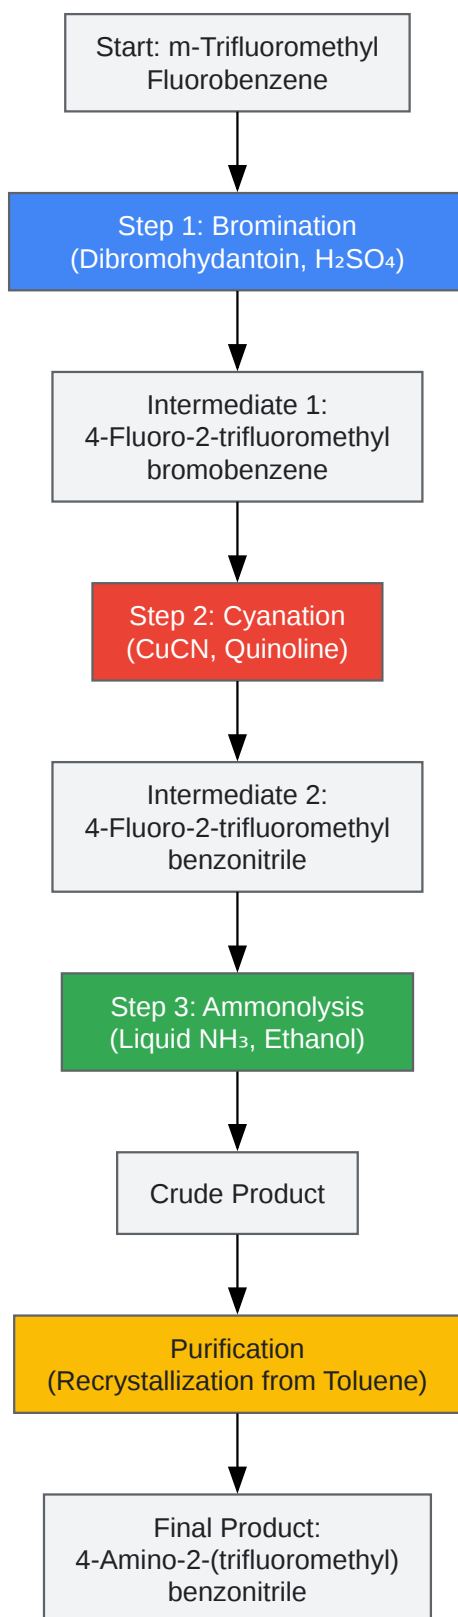 Start: m-Trifluoromethyl
Fluorobenzene
Step 1: Bromination
(Dibromohydantoin, H₂SO₄)
Intermediate 1:
4-Fluoro-2-trifluoromethyl
bromobenzene
Step 2: Cyanation
(CuCN, Quinoline)
Intermediate 2:
4-Fluoro-2-trifluoromethyl
benzonitrile
Step 3: Ammonolysis
(Liquid NH₃, Ethanol)
Crude Product
Purification
(Recrystallization from Toluene)
Final Product:
4-Amino-2-(trifluoromethyl)
benzonitrile